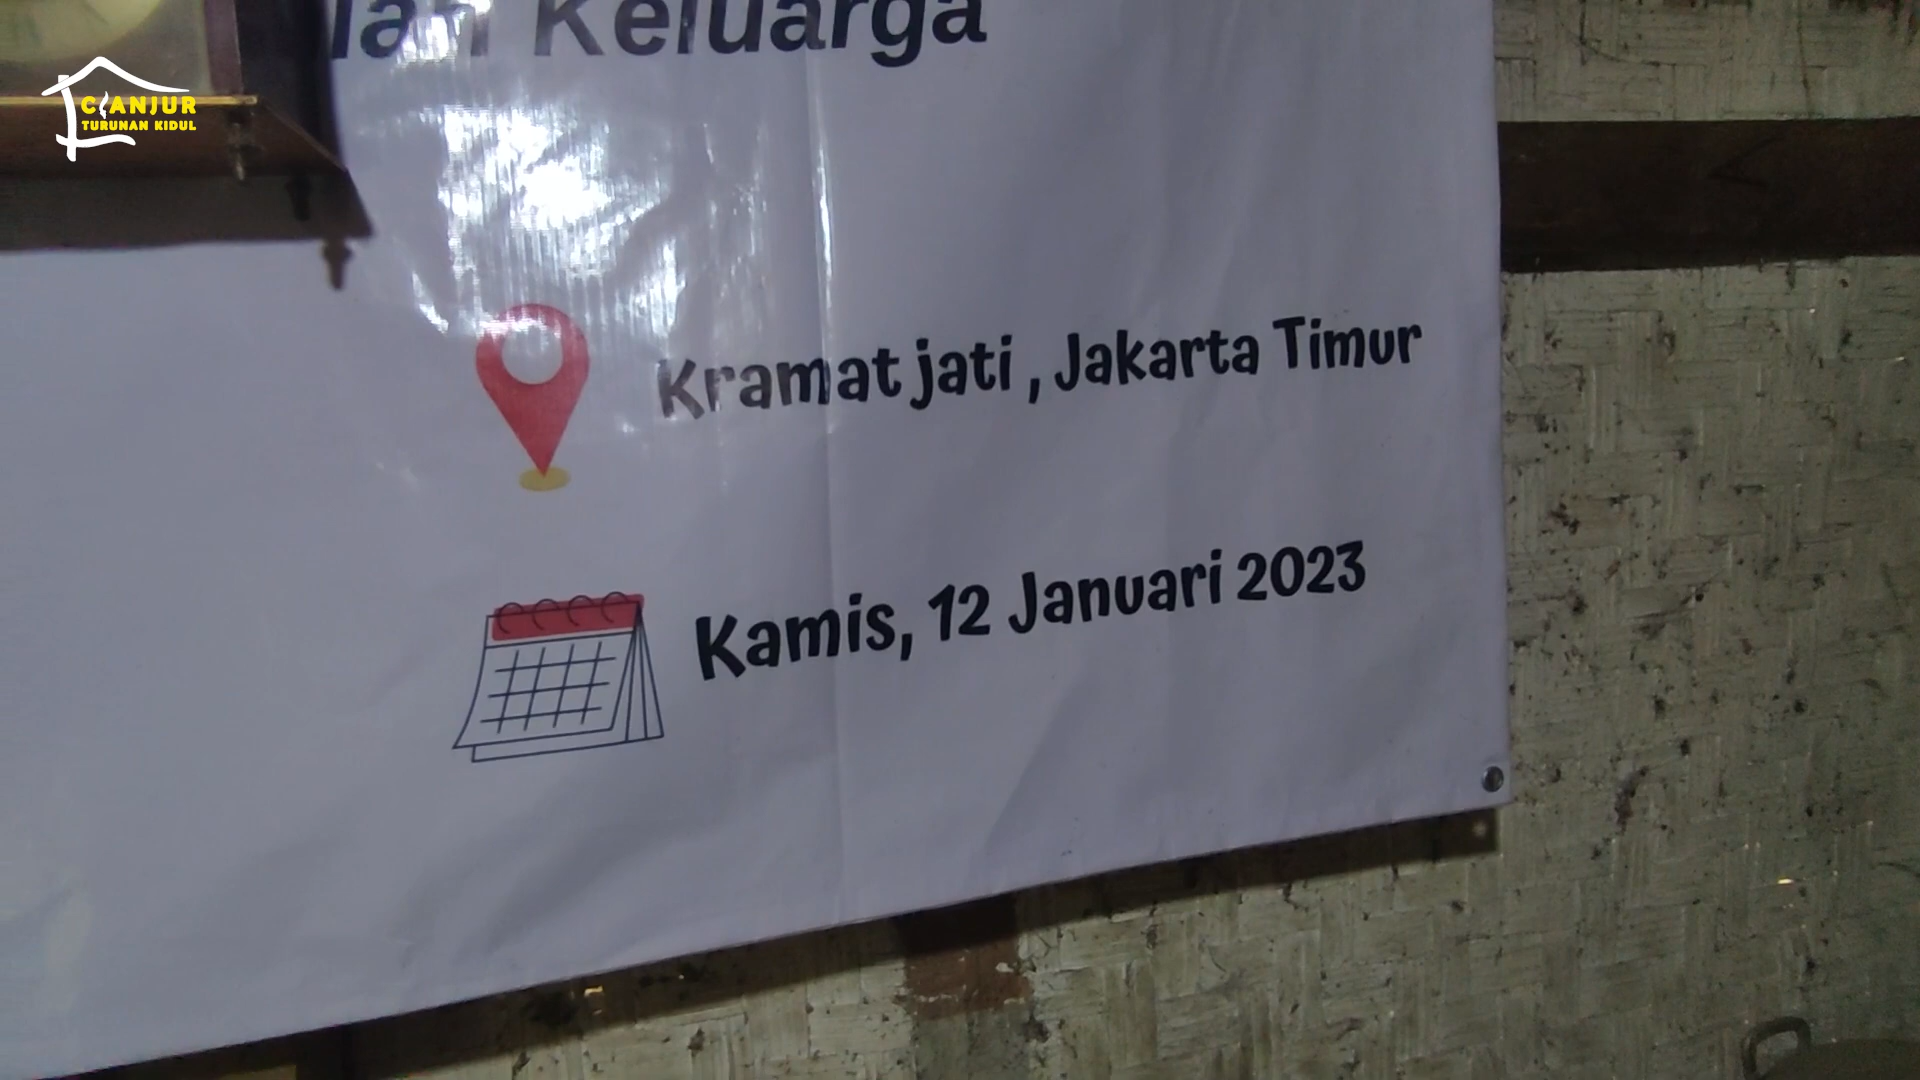 Keluarga
CIANJUR
TURUNAN KIDUL
Kramat jati , Jakarta Timur
Kamis, 12 Januari 2023